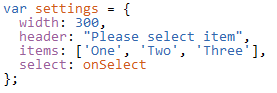 var settings = {
  width: 300,
  header: "Please select item",
  items: ['One', 'Two', 'Three'],
  select: onSelect
};